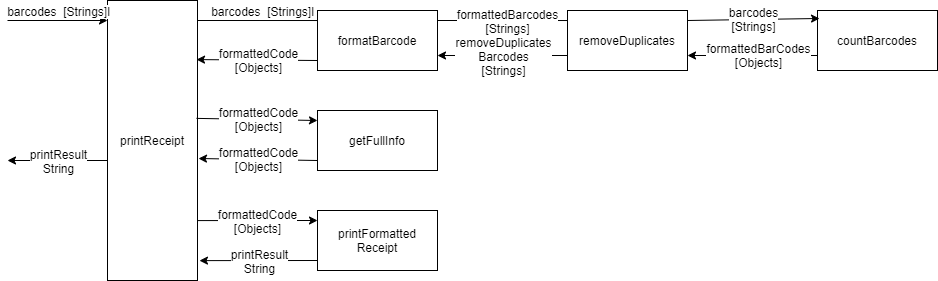 barcodes [Strings]l
barcodes [Strings]l
formattedBarcodes
[Strings]
barcodes
[Strings]
formatBarcode
removeDuplicates
countBarcodes
formattedCode
[Objects]
removeDuplicates
Barcodes
[Strings]
formattedBarCodes
[Objects]
formattedCode
[Objects]
printReceipt
getFullInfo
printResult
String
formattedCode
[Objects]
formattedCode
[Objects]
printFormatted
Receipt
printResult
String